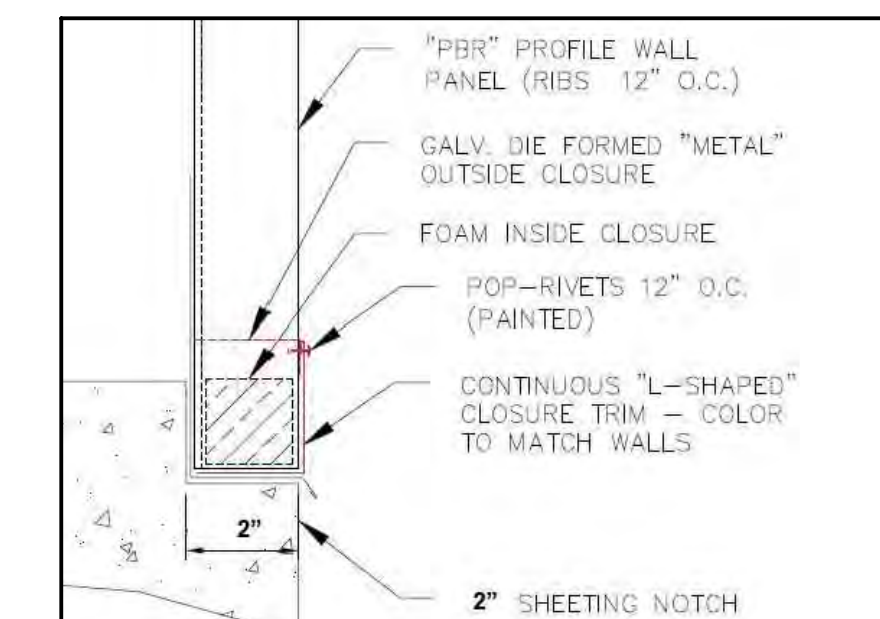 "PBR" PROFILE WALL
PANEL (RIBS 12" O.C.)
GALV. DIE FORMED "METAL"
OUTSIDE CLOSURE
FOAM INSIDE CLOSURE
POP-RIVETS 12" O.C.
(PAINTED)
CONTINUOUS "L-SHAPED"
CLOSURE TRIM – COLOR
TO MATCH WALLS
2"
2" SHEETING NOTCH